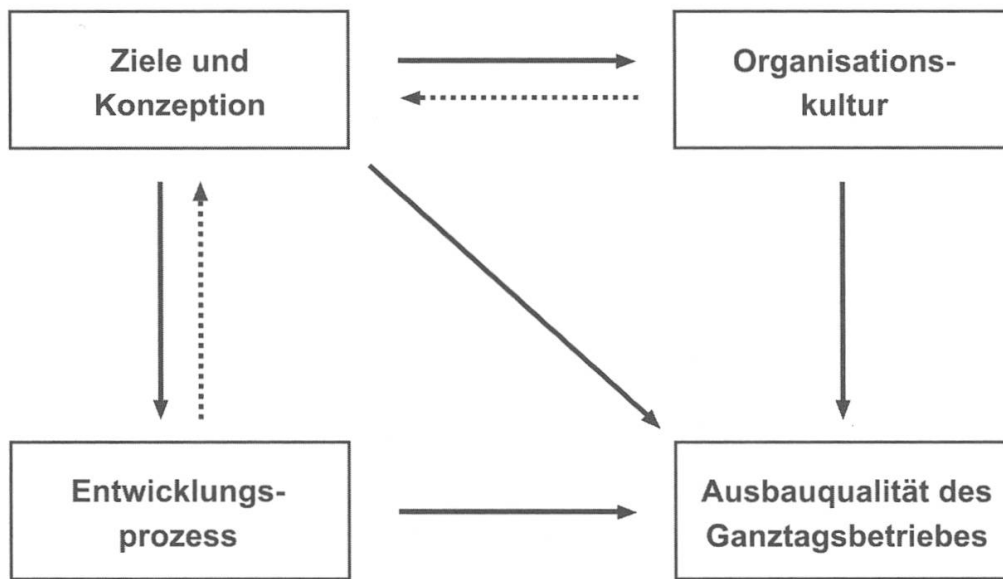 Ziele und
Konzeption
Organisations-
kultur
Entwicklungs-
prozess
Ausbauqualität des
Ganztagsbetriebes